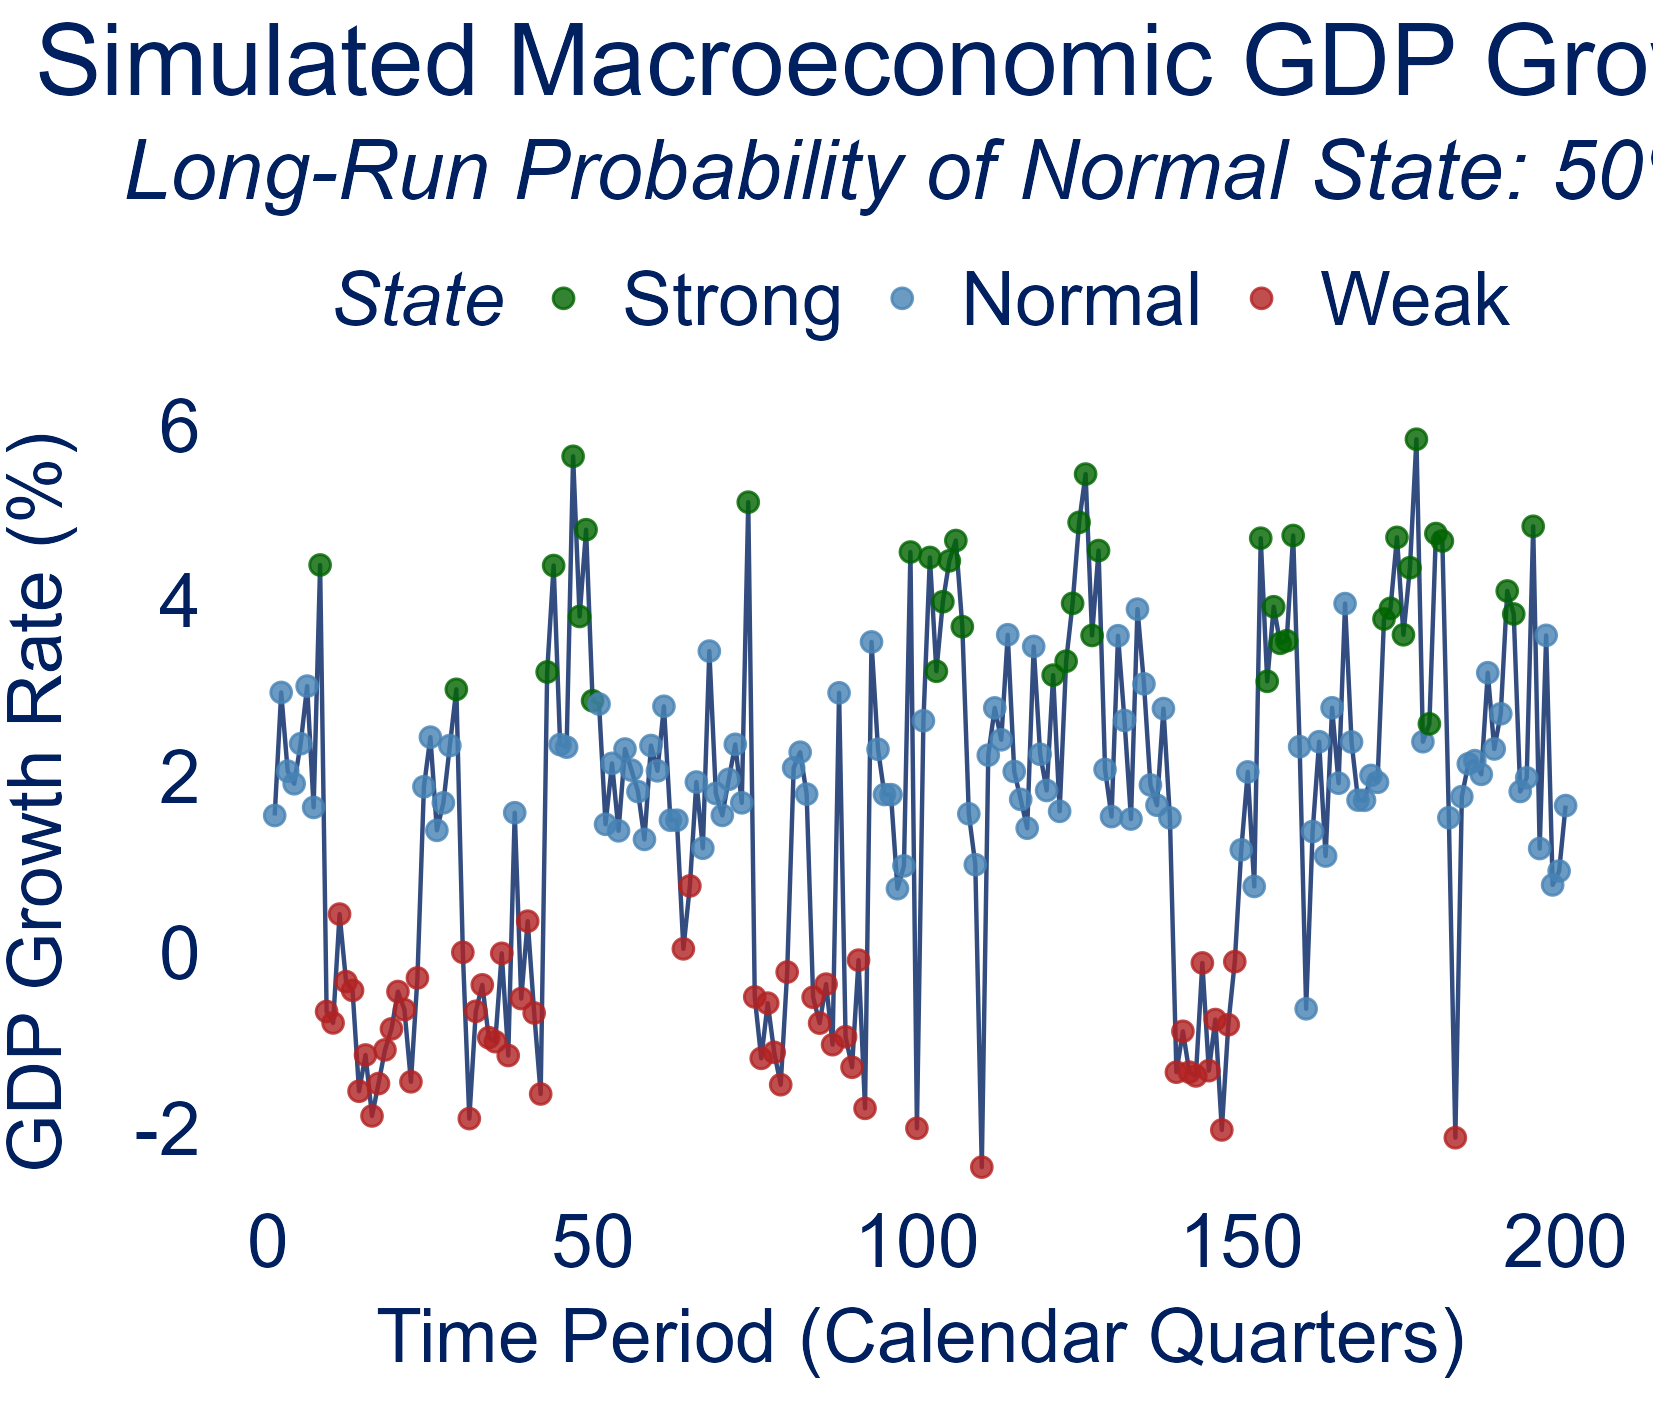 Simulated Macroeconomic GDP Gro
Long-Run Probability of Normal State: 50
State Strong Normal Weak
GDP Growth Rate (%)
6
4
2
0
-2
0 50 100 150 200
Time Period (Calendar Quarters)